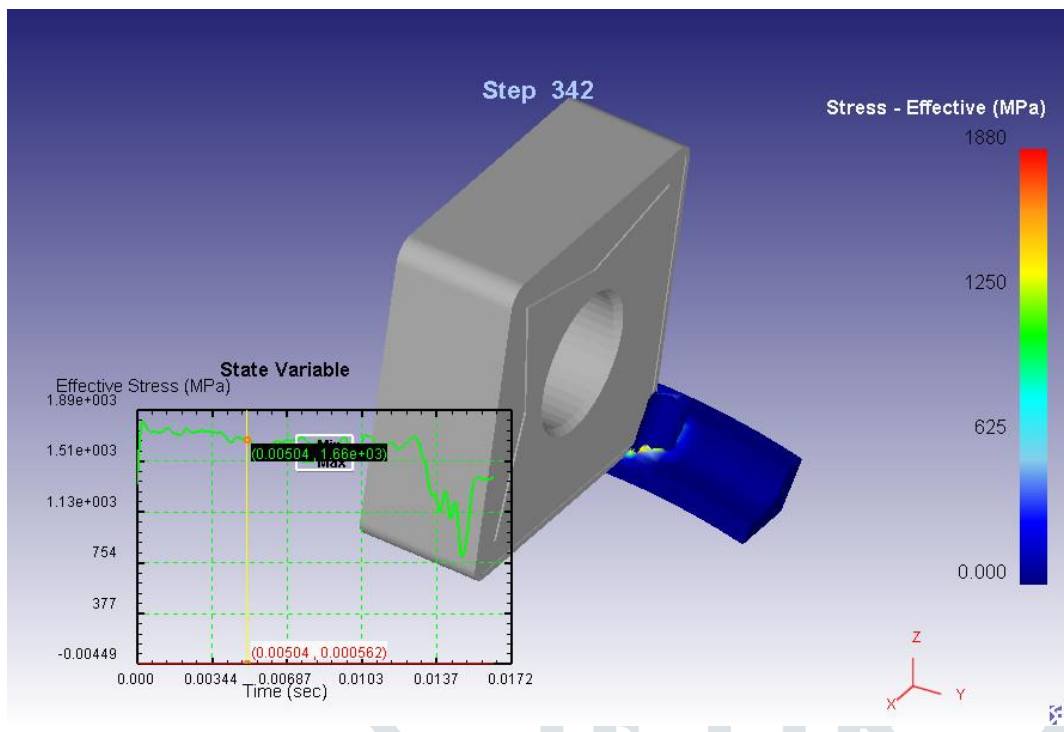 Step 342
Stress - Effective (MPa)
1880
1250
625
0.000
State Variable
Effective Stress (MPa)
1.89e+003
1.51e+003
1.13e+003
754
377
-0.00449
(0.00504 , 1.66e+03)
Max
(0.00504 , 0.000562)
0.000
0.00344
0.00687
0.0103
0.0137
0.0172
Time (sec)
Z
Y
X